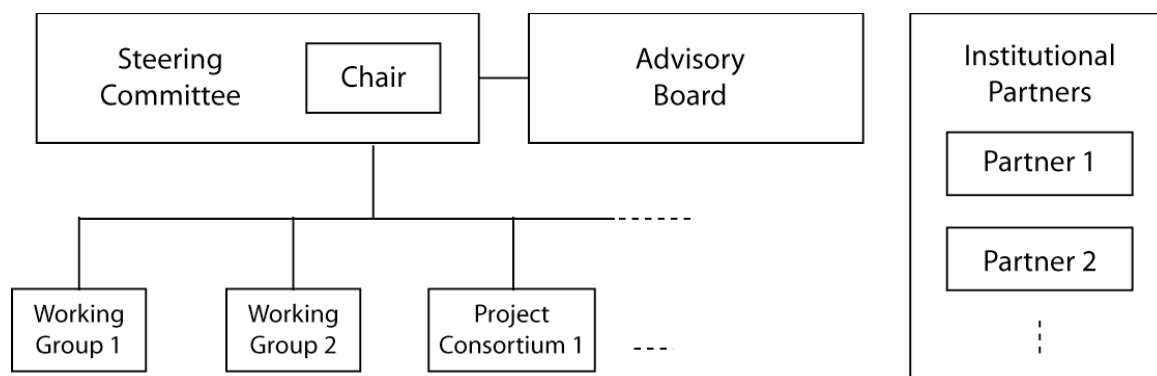 Steering
Committee
Chair
Advisory
Board
Institutional
Partners
Partner 1
Partner 2
Working
Group 1
Working
Group 2
Project
Consortium 1